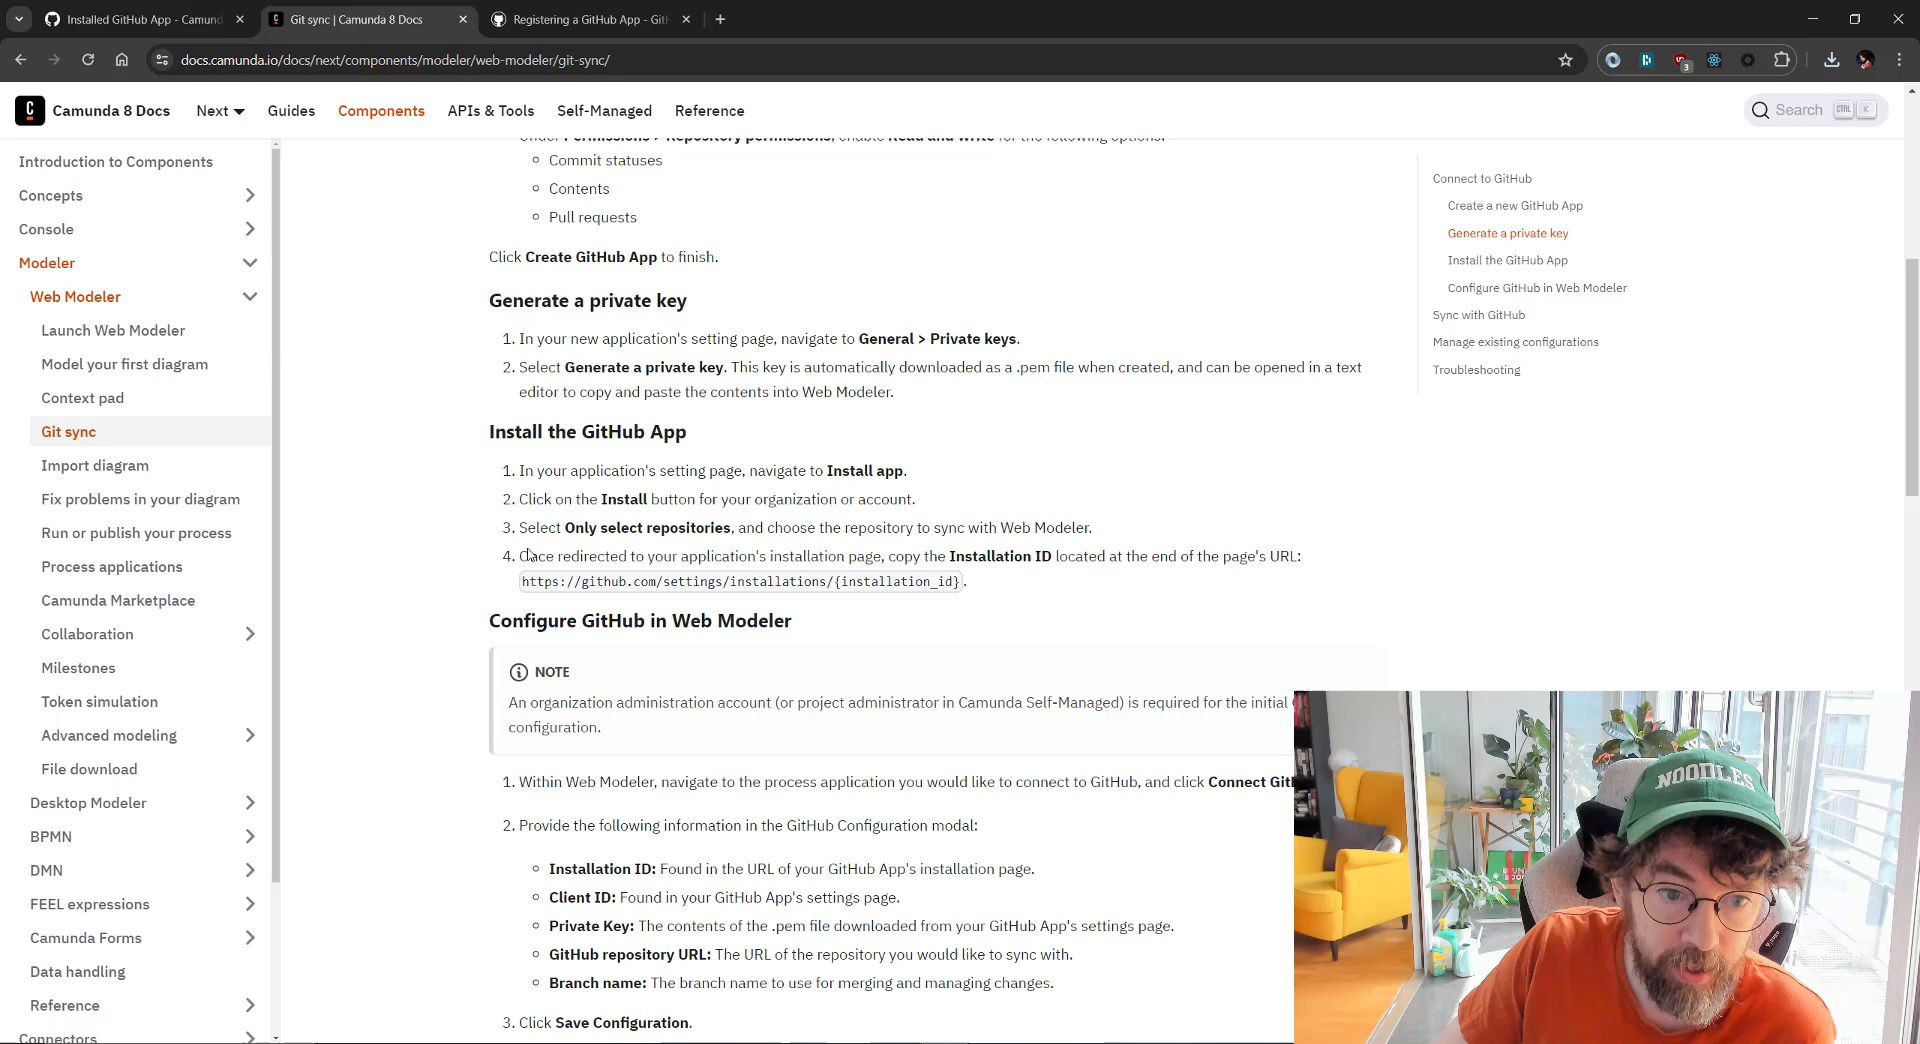 Installed GitHub App - Camund
Git sync | Camunda 8 Docs
Registering a GitHub App - Git
docs.camunda.io/docs/next/components/modeler/web-modeler/git-sync/
3
Camunda 8 Docs
Next
Guides
Components
APIs & Tools
Self-Managed
Reference
Search
CTRL
K
Introduction to Components
Concepts
Console
Modeler
Web Modeler
Launch Web Modeler
Model your first diagram
Context pad
Git sync
Import diagram
Fix problems in your diagram
Run or publish your process
Process applications
Camunda Marketplace
Collaboration
Milestones
Token simulation
Advanced modeling
File download
Desktop Modeler
BPMN
DMN
FEEL expressions
Camunda Forms
Data handling
Reference
Connectors
Under Permissions > Repository permissions, enable Read and write for the following options:
Commit statuses
Contents
Pull requests
Click Create GitHub App to finish.
Generate a private key
1. In your new application's setting page, navigate to General > Private keys.
2. Select Generate a private key. This key is automatically downloaded as a .pem file when created, and can be opened in a text
editor to copy and paste the contents into Web Modeler.
Install the GitHub App
1. In your application's setting page, navigate to Install app.
2. Click on the Install button for your organization or account.
3. Select Only select repositories, and choose the repository to sync with Web Modeler.
4. Once redirected to your application's installation page, copy the Installation ID located at the end of the page's URL:
https://github.com/settings/installations/{installation_id}.
Configure GitHub in Web Modeler
NOTE
An organization administration account (or project administrator in Camunda Self-Managed) is required for the initial
configuration.
1. Within Web Modeler, navigate to the process application you would like to connect to GitHub, and click Connect GitH
2. Provide the following information in the GitHub Configuration modal:
Installation ID: Found in the URL of your GitHub App's installation page.
Client ID: Found in your GitHub App's settings page.
Private Key: The contents of the .pem file downloaded from your GitHub App's settings page.
GitHub repository URL: The URL of the repository you would like to sync with.
Branch name: The branch name to use for merging and managing changes.
3. Click Save Configuration.
Connect to GitHub
Create a new GitHub App
Generate a private key
Install the GitHub App
Configure GitHub in Web Modeler
Sync with GitHub
Manage existing configurations
Troubleshooting
NOODLES